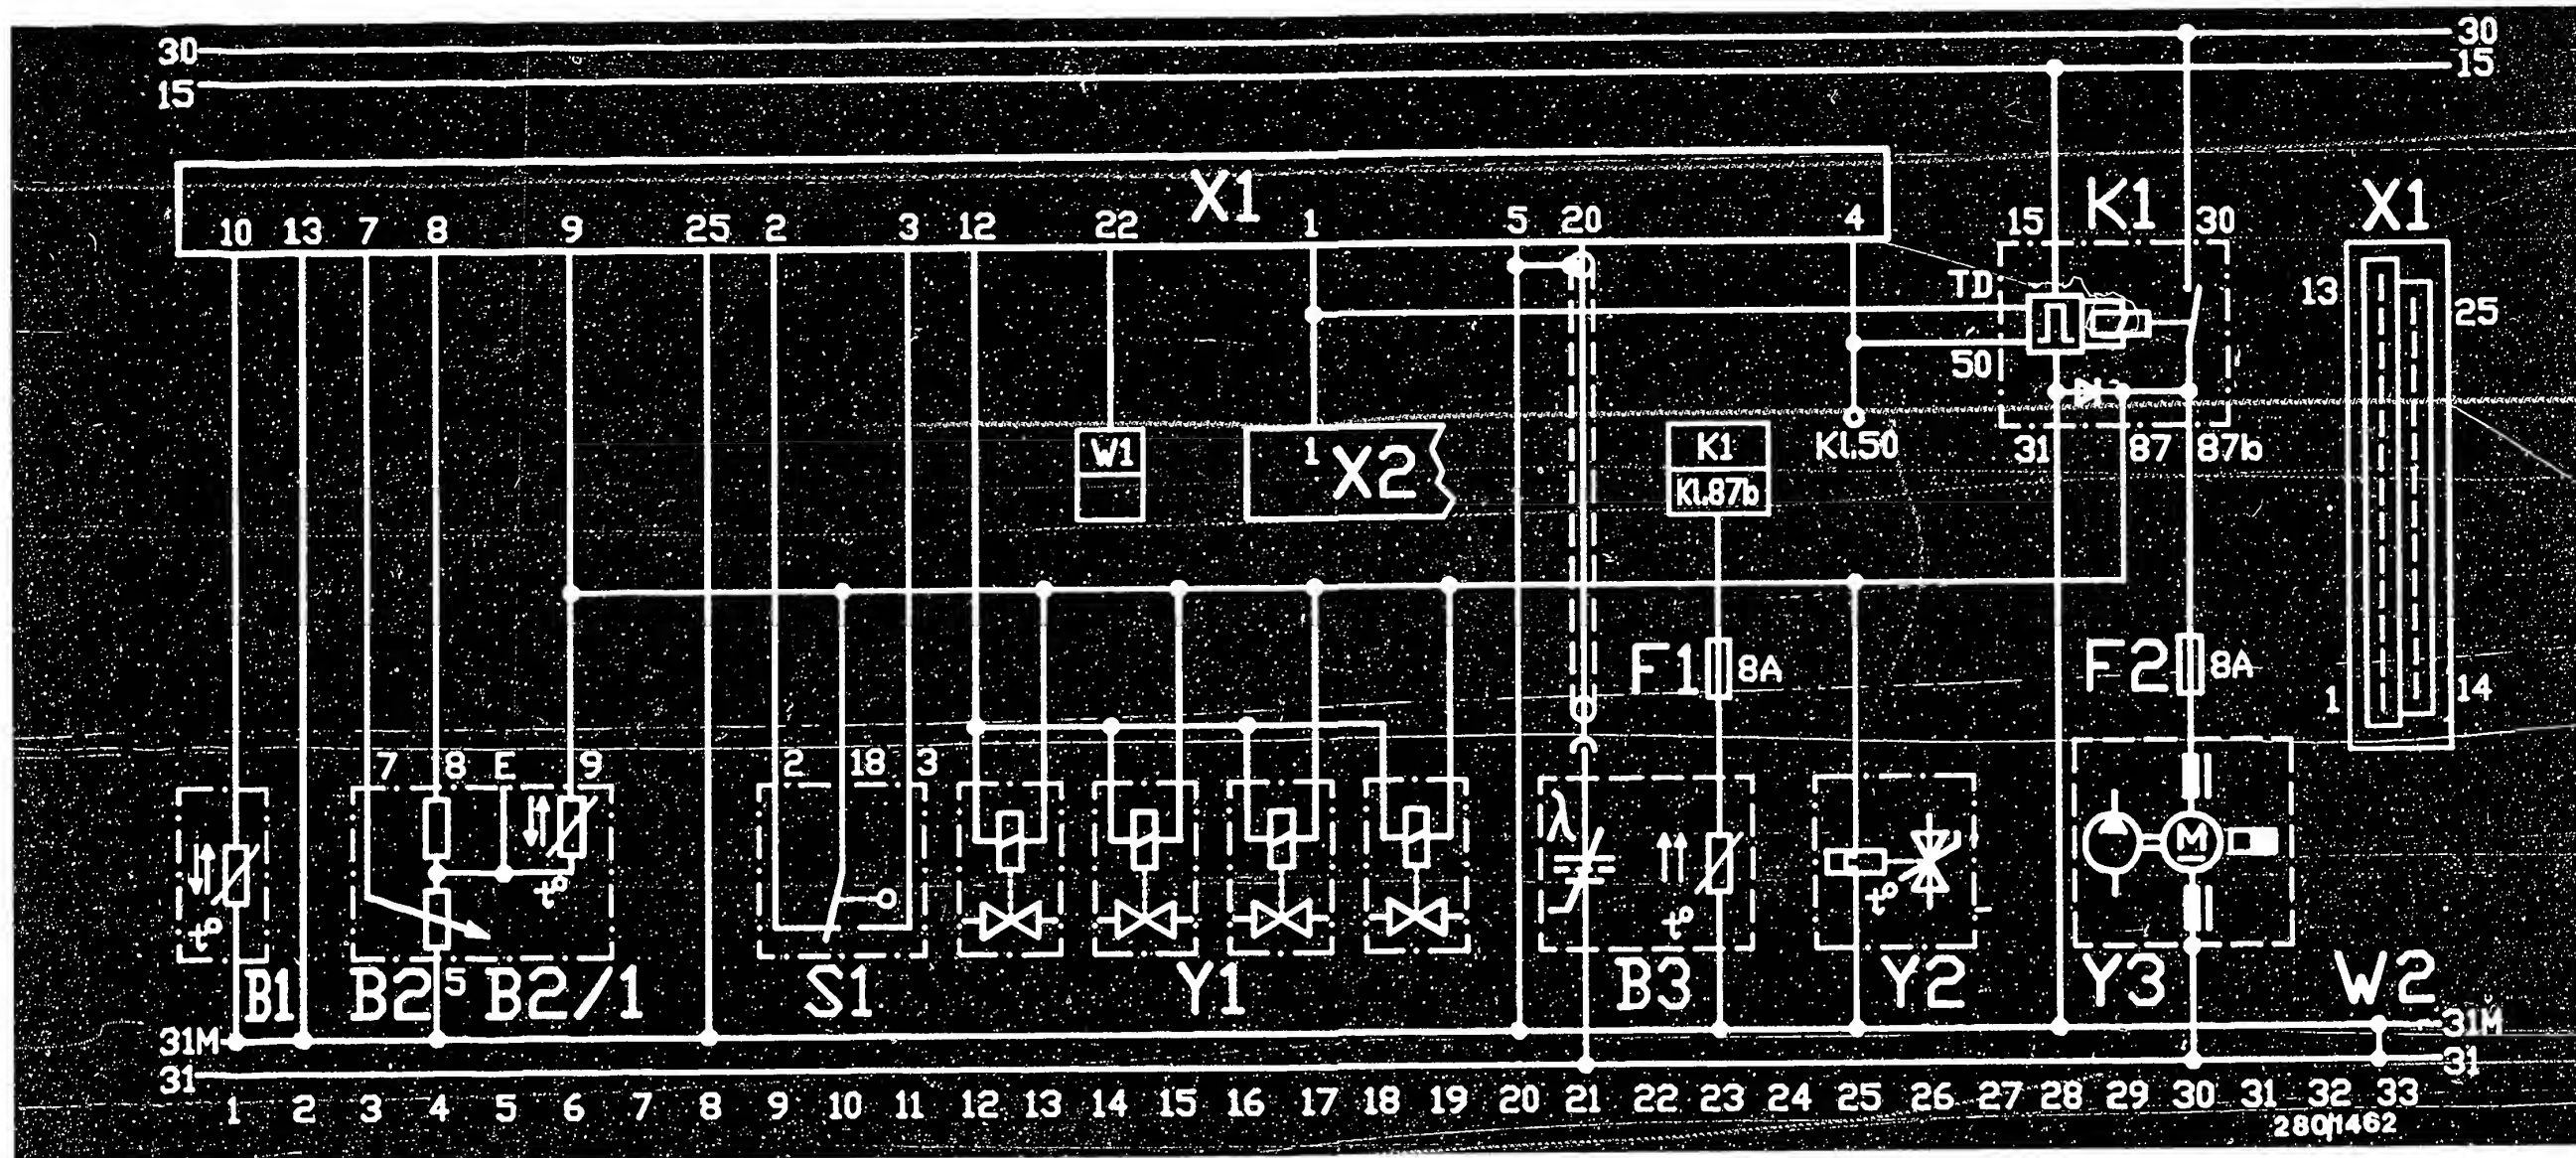 30 30
15 15
X1 K1 X1
10 13 7 8 9 25 2 3 12 22 1 5 20 4 15 30
TD
13 25
50
W1 1 X2 K1 Kl.50 31 87 87b
Kl.87b
F1 8A F2 8A
1 14
7 8 E 9 2 18 3
λ
M
t° t° t° t°
B1 B2 5 B2/1 S1 Y1 B3 Y2 Y3 W2
31M 31M
31 31
1 2 3 4 5 6 7 8 9 10 11 12 13 14 15 16 17 18 19 20 21 22 23 24 25 26 27 28 29 30 31 32 33
280/1462